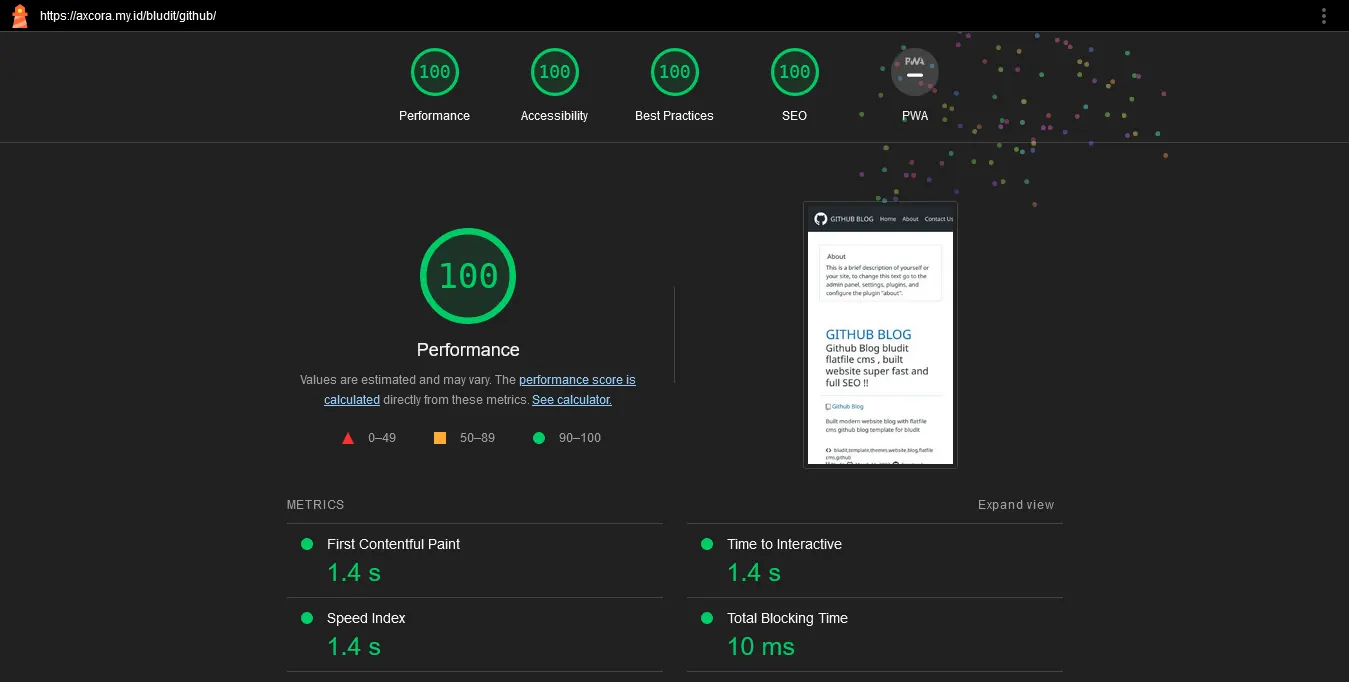 https://axcora.my.id/bludit/github/
100 100 100 100 PWA
Performance Accessibility Best Practices SEO PWA
GITHUB BLOG Home About Contact Us
About
This is a brief description of yourself or
your site, to change this text go to the
admin panel, settings, plugins, and
configure the plugin "about".
GITHUB BLOG
Github Blog bludit
flatfile cms , built
website super fast and
full SEO !!
Github Blog
Built modern website blog with flatfile
cms github blog template for bludit
bludit,template,themes,website,blog,flatfile
cms,github
100
Performance
Values are estimated and may vary. The performance score is
calculated directly from these metrics. See calculator.
0–49 50–89 90–100
METRICS Expand view
First Contentful Paint
1.4 s
Time to Interactive
1.4 s
Speed Index
1.4 s
Total Blocking Time
10 ms